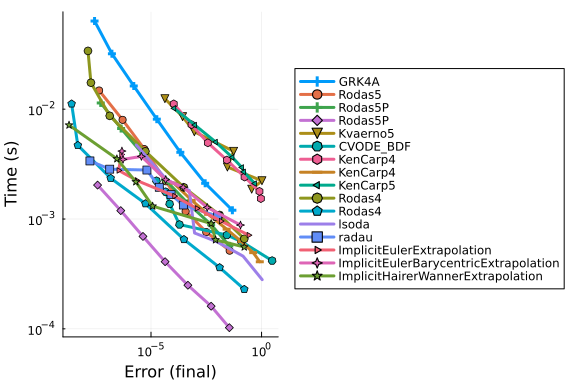 Time (s)
10⁻²
10⁻³
10⁻⁴
10⁻⁵
10⁰
Error (final)
GRK4A
Rodas5
Rodas5P
Rodas5P
Kvaerno5
CVODE_BDF
KenCarp4
KenCarp4
KenCarp5
Rodas4
Rodas4
lsoda
radau
ImplicitEulerExtrapolation
ImplicitEulerBarycentricExtrapolation
ImplicitHairerWannerExtrapolation